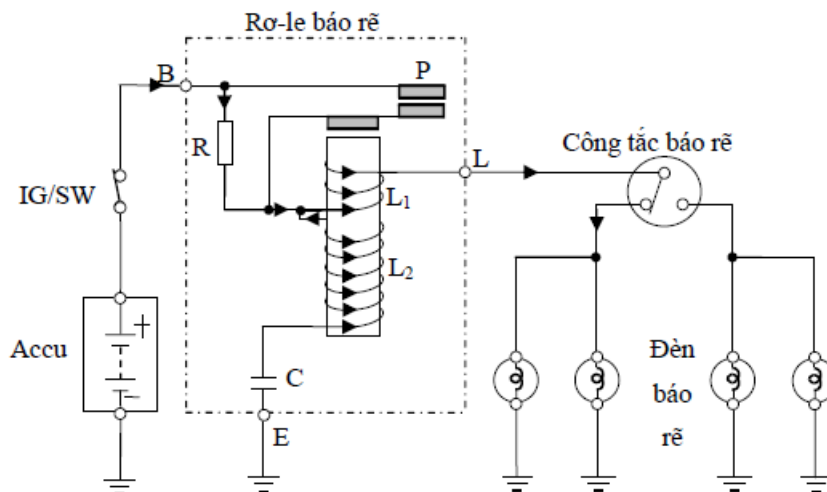 Rơ-le báo rẽ
B
P
R
L
Công tắc báo rẽ
IG/SW
L1
L2
Accu
+
–
C
E
Đèn
báo
rẽ